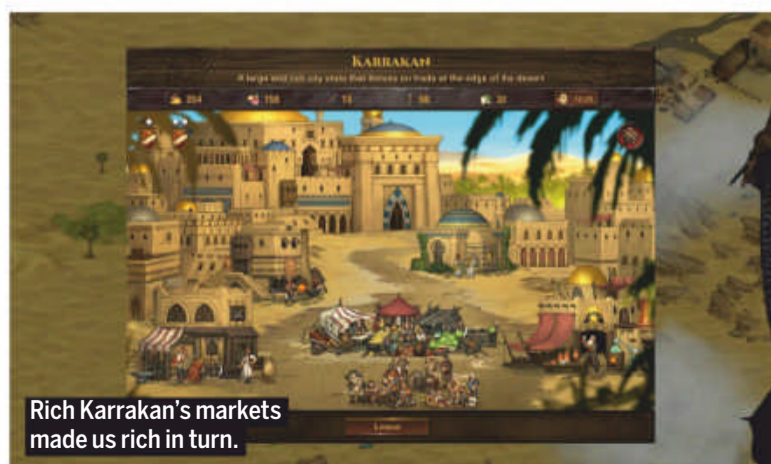 KARRAKAN
A large and rich city state that thrives on trade at the edge of the desert
Leave
Rich Karrakan's markets
made us rich in turn.